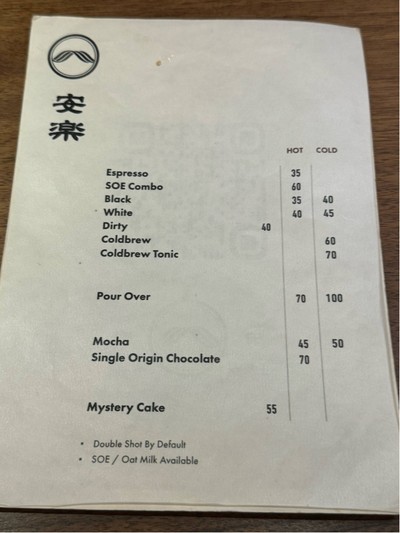 安
楽
HOT COLD
Espresso 35
SOE Combo 60
Black 35 40
White 40 45
Dirty 40
Coldbrew 60
Coldbrew Tonic 70
Pour Over 70 100
Mocha 45 50
Single Origin Chocolate 70
Mystery Cake 55
• Double Shot By Default
• SOE / Oat Milk Available